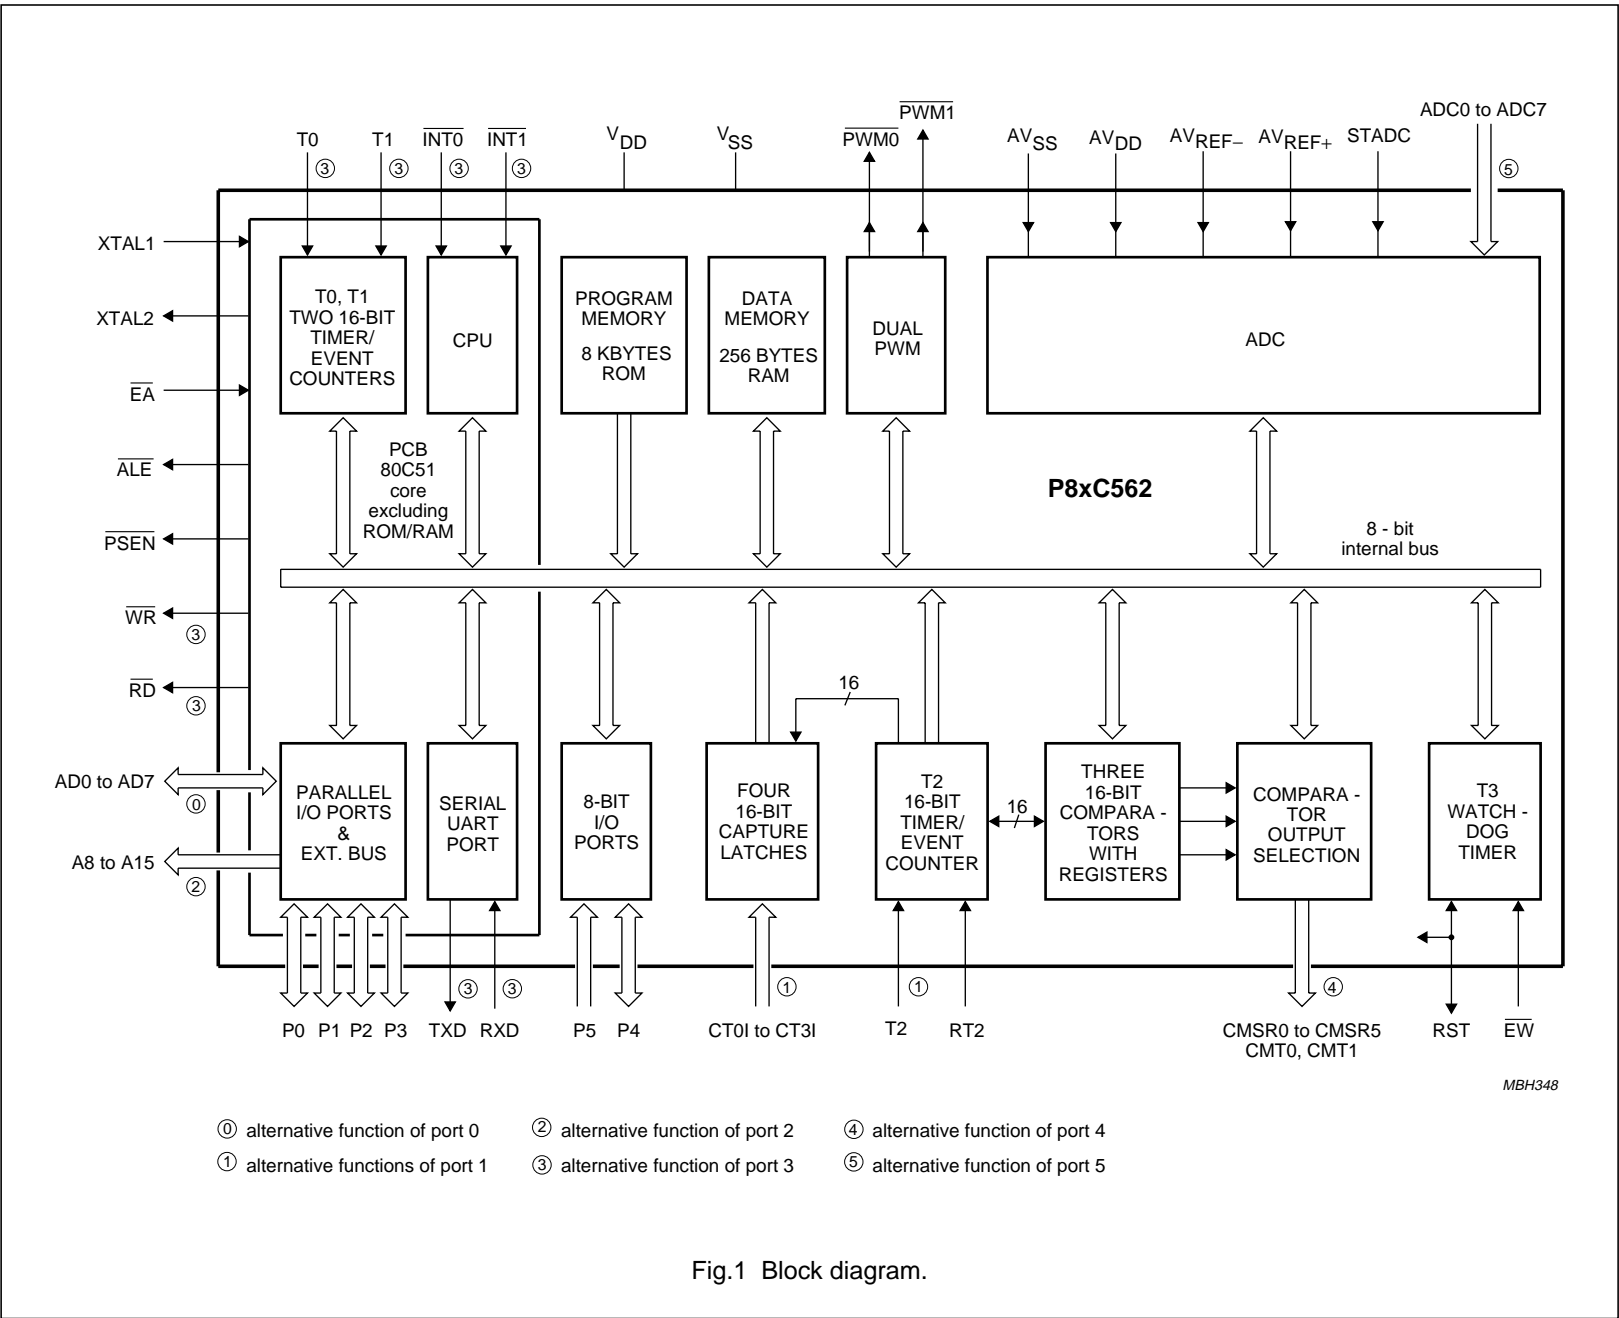 ADC0 to ADC7
PWM1
T0
T1
INT0
INT1
VDD
VSS
PWM0
AVSS
AVDD
AVREF−
AVREF+
STADC
3
3
3
3
5
XTAL1
XTAL2
EA
ALE
PSEN
WR
3
RD
3
AD0 to AD7
0
A8 to A15
2
T0, T1
TWO 16-BIT
TIMER/
EVENT
COUNTERS
CPU
PROGRAM
MEMORY
8 KBYTES
ROM
DATA
MEMORY
256 BYTES
RAM
DUAL
PWM
ADC
PCB
80C51
core
excluding
ROM/RAM
P8xC562
8 - bit
internal bus
16
PARALLEL
I/O PORTS
&
EXT. BUS
SERIAL
UART
PORT
8-BIT
I/O
PORTS
FOUR
16-BIT
CAPTURE
LATCHES
T2
16-BIT
TIMER/
EVENT
COUNTER
16
THREE
16-BIT
COMPARA -
TORS
WITH
REGISTERS
COMPARA -
TOR
OUTPUT
SELECTION
T3
WATCH -
DOG
TIMER
3
3
1
1
4
P0
P1
P2
P3
TXD
RXD
P5
P4
CT0I to CT3I
T2
RT2
CMSR0 to CMSR5
CMT0, CMT1
RST
EW
MBH348
0 alternative function of port 0
2 alternative function of port 2
4 alternative function of port 4
1 alternative functions of port 1
3 alternative function of port 3
5 alternative function of port 5
Fig.1 Block diagram.